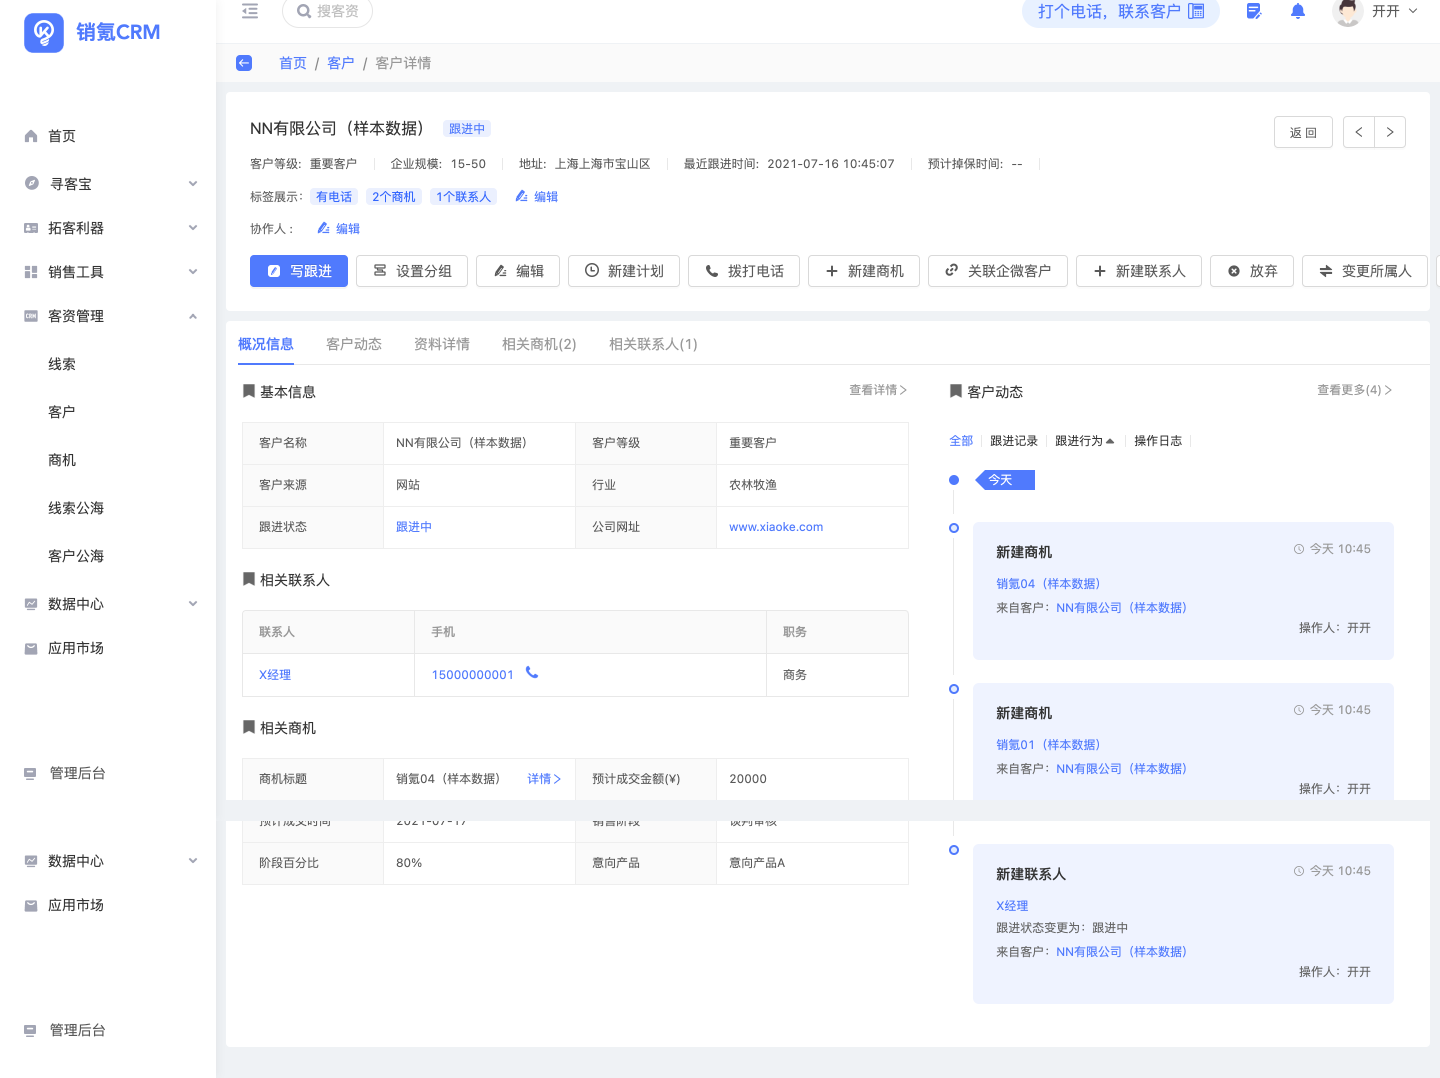 销氪CRM
搜客资
打个电话，联系客户
开开
首页 / 客户 / 客户详情
首页
寻客宝
拓客利器
销售工具
客资管理
线索
客户
商机
线索公海
客户公海
数据中心
应用市场
管理后台
数据中心
应用市场
管理后台
NN有限公司（样本数据） 跟进中
返 回
客户等级: 重要客户 企业规模: 15-50 地址: 上海上海市宝山区 最近跟进时间: 2021-07-16 10:45:07 预计掉保时间: --
标签展示: 有电话 2个商机 1个联系人 编辑
协作人： 编辑
写跟进 设置分组 编辑 新建计划 拨打电话 新建商机 关联企微客户 新建联系人 放弃 变更所属人
概况信息 客户动态 资料详情 相关商机(2) 相关联系人(1)
基本信息 查看详情
客户名称 NN有限公司（样本数据） 客户等级 重要客户
客户来源 网站 行业 农林牧渔
跟进状态 跟进中 公司网址 www.xiaoke.com
相关联系人
联系人 手机 职务
X经理 15000000001 商务
相关商机
商机标题 销氪04（样本数据） 详情 预计成交金额(¥) 20000
预计成交时间 2021-07-17 销售阶段 谈判审核
阶段百分比 80% 意向产品 意向产品A
客户动态 查看更多(4)
全部 跟进记录 跟进行为 操作日志
今天
新建商机 今天 10:45
销氪04（样本数据）
来自客户：NN有限公司（样本数据）
操作人：开开
新建商机 今天 10:45
销氪01（样本数据）
来自客户：NN有限公司（样本数据）
操作人：开开
新建联系人 今天 10:45
X经理
跟进状态变更为：跟进中
来自客户：NN有限公司（样本数据）
操作人：开开